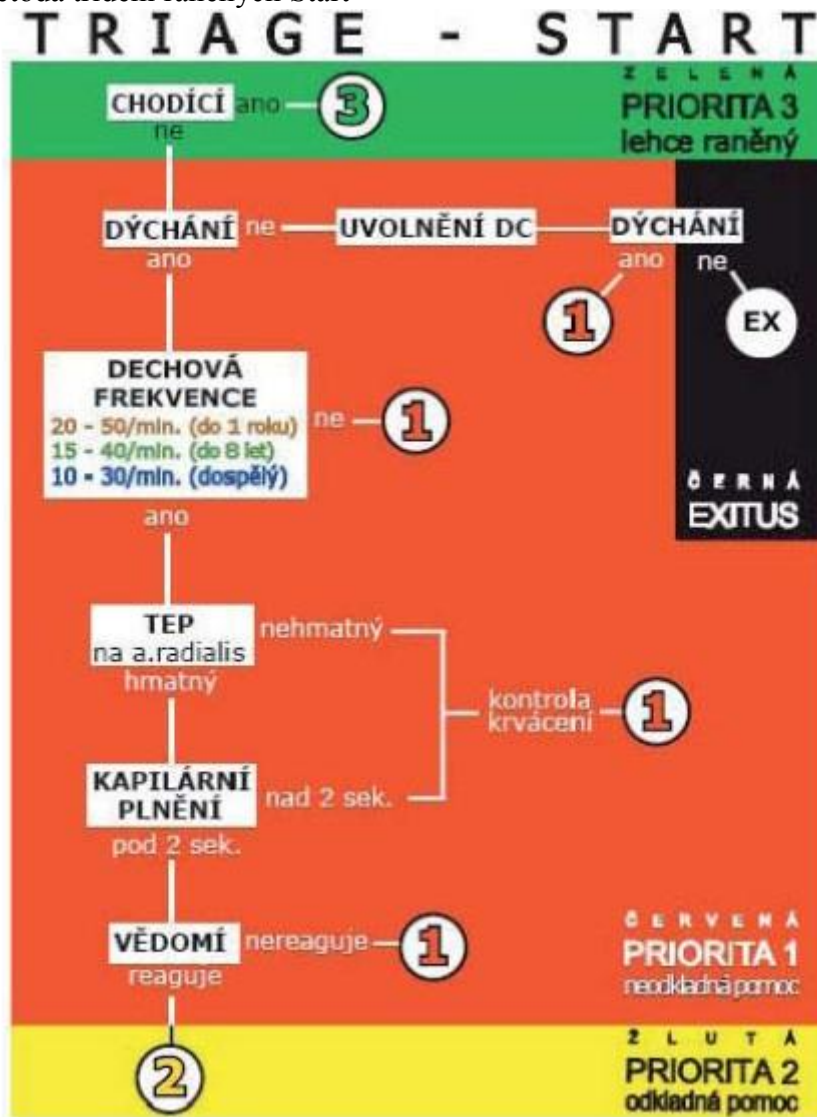 TRIAGE - START
ZELENÁ
CHODÍCÍ ano 3
PRIORITA 3
ne
lehce raněný
DÝCHÁNÍ ne UVOLNĚNÍ DC DÝCHÁNÍ
ano
ano ne
1
EX
DECHOVÁ
FREKVENCE
20 - 50/min. (do 1 roku)
15 - 40/min. (do 8 let)
10 - 30/min. (dospělý)
ne 1
ano
ČERNÁ
EXITUS
TEP
na a.radialis
nehmatný
hmatný
kontrola
krvácení
1
KAPILÁRNÍ
PLNĚNÍ
nad 2 sek.
pod 2 sek.
VĚDOMÍ nereaguje 1
reaguje
ČERVENÁ
PRIORITA 1
neodkladná pomoc
2
ŽLUTÁ
PRIORITA 2
odkladná pomoc